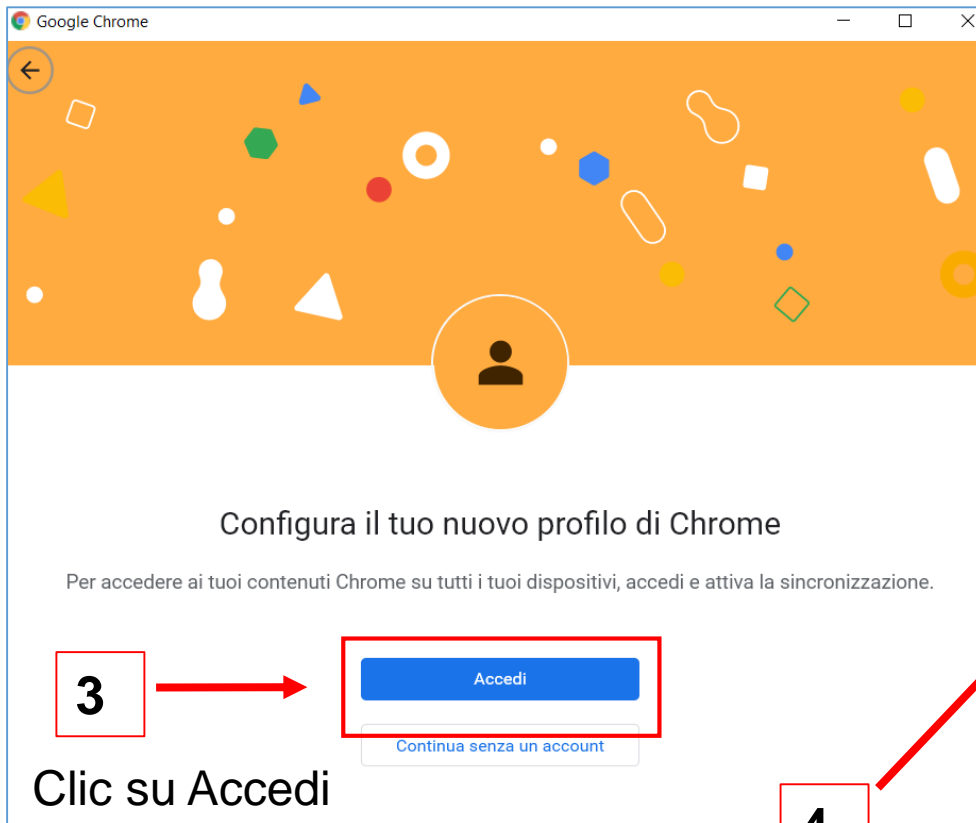 Google Chrome
Configura il tuo nuovo profilo di Chrome
Per accedere ai tuoi contenuti Chrome su tutti i tuoi dispositivi, accedi e attiva la sincronizzazione.
3
Accedi
Continua senza un account
Clic su Accedi
4